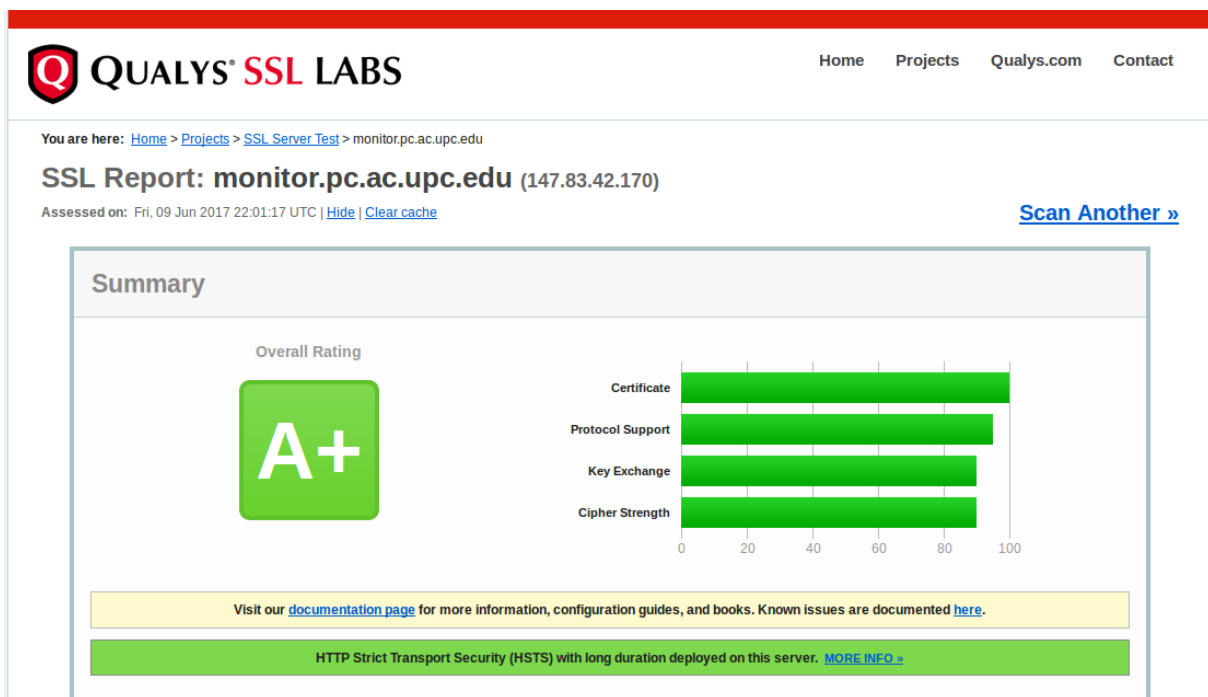 QUALYS® SSL LABS
Home Projects Qualys.com Contact
You are here: Home > Projects > SSL Server Test > monitor.pc.ac.upc.edu
SSL Report: monitor.pc.ac.upc.edu (147.83.42.170)
Assessed on: Fri, 09 Jun 2017 22:01:17 UTC | Hide | Clear cache
Scan Another »
Summary
Overall Rating
A+
Certificate
Protocol Support
Key Exchange
Cipher Strength
0 20 40 60 80 100
Visit our documentation page for more information, configuration guides, and books. Known issues are documented here.
HTTP Strict Transport Security (HSTS) with long duration deployed on this server. MORE INFO »